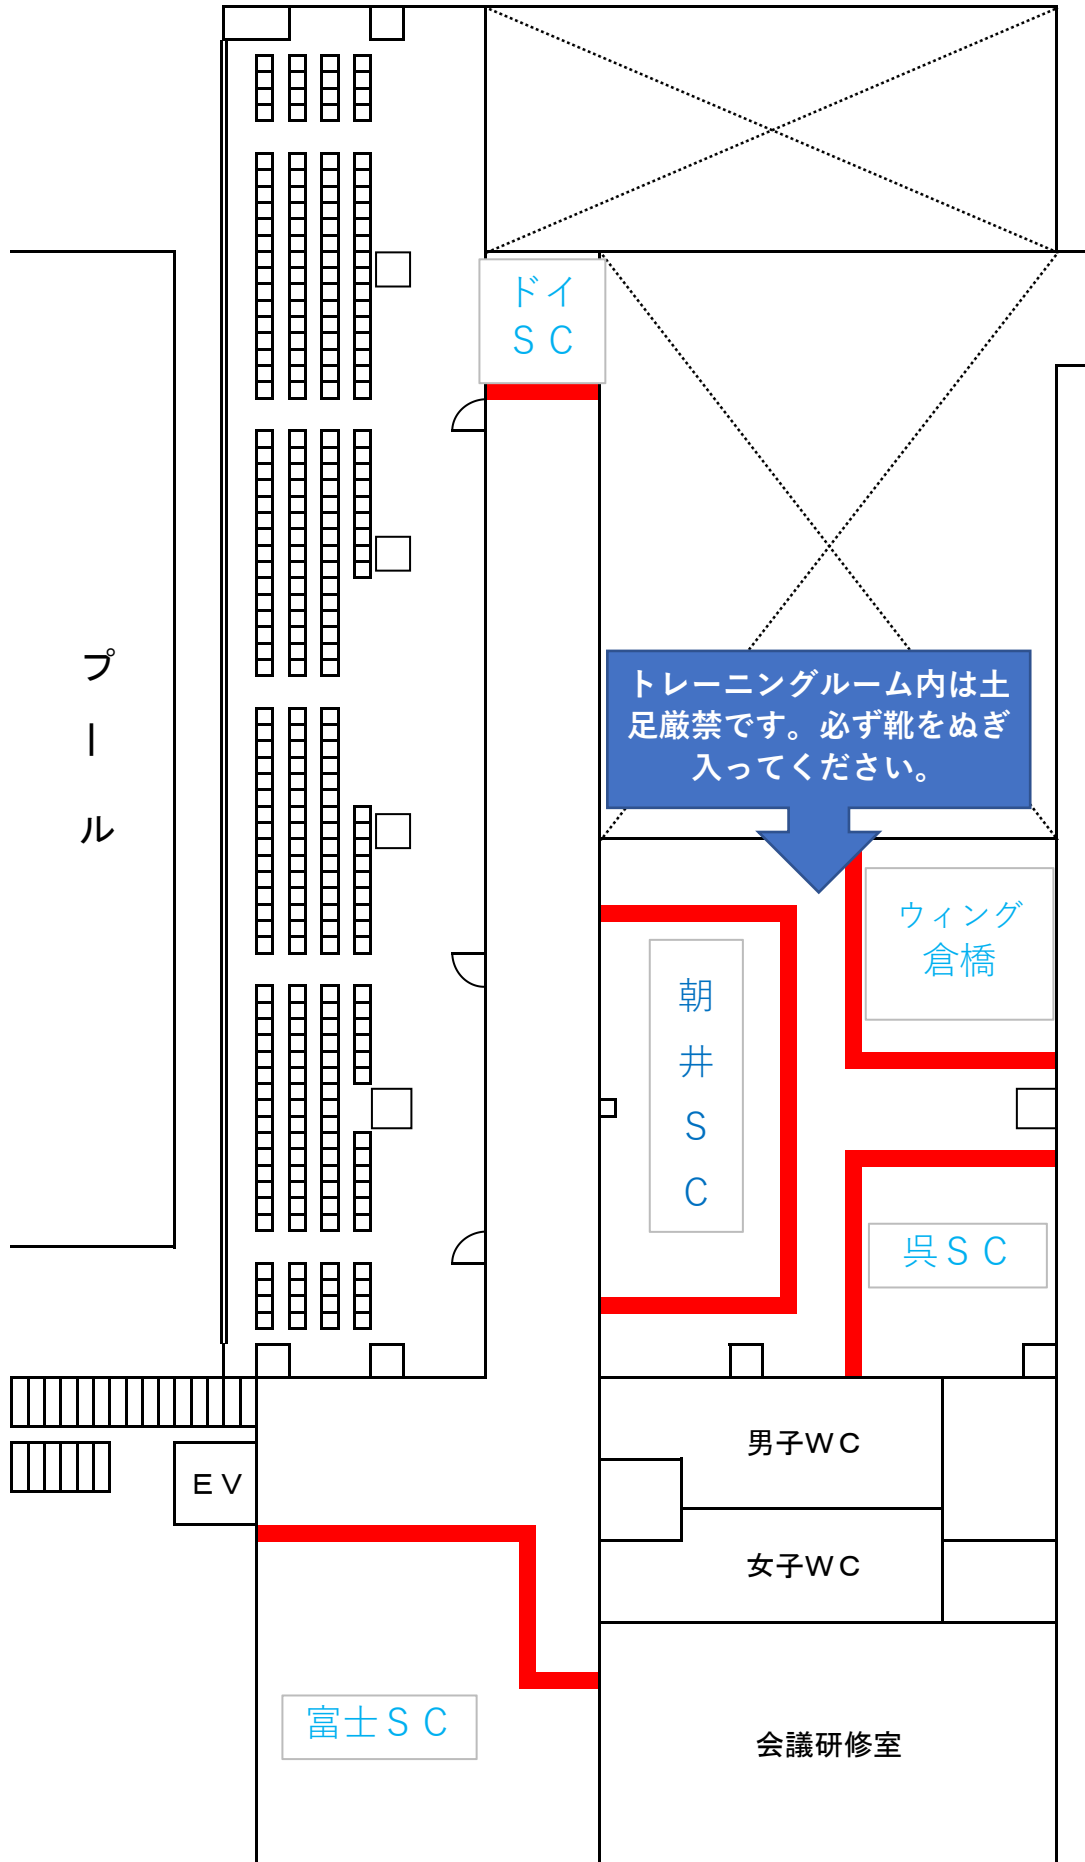 ドイ
ＳＣ
プール
トレーニングルーム内は土
足厳禁です。必ず靴をぬぎ
入ってください。
ウィング
倉橋
朝井ＳＣ
呉ＳＣ
男子ＷＣ
ＥＶ
女子ＷＣ
富士ＳＣ
会議研修室